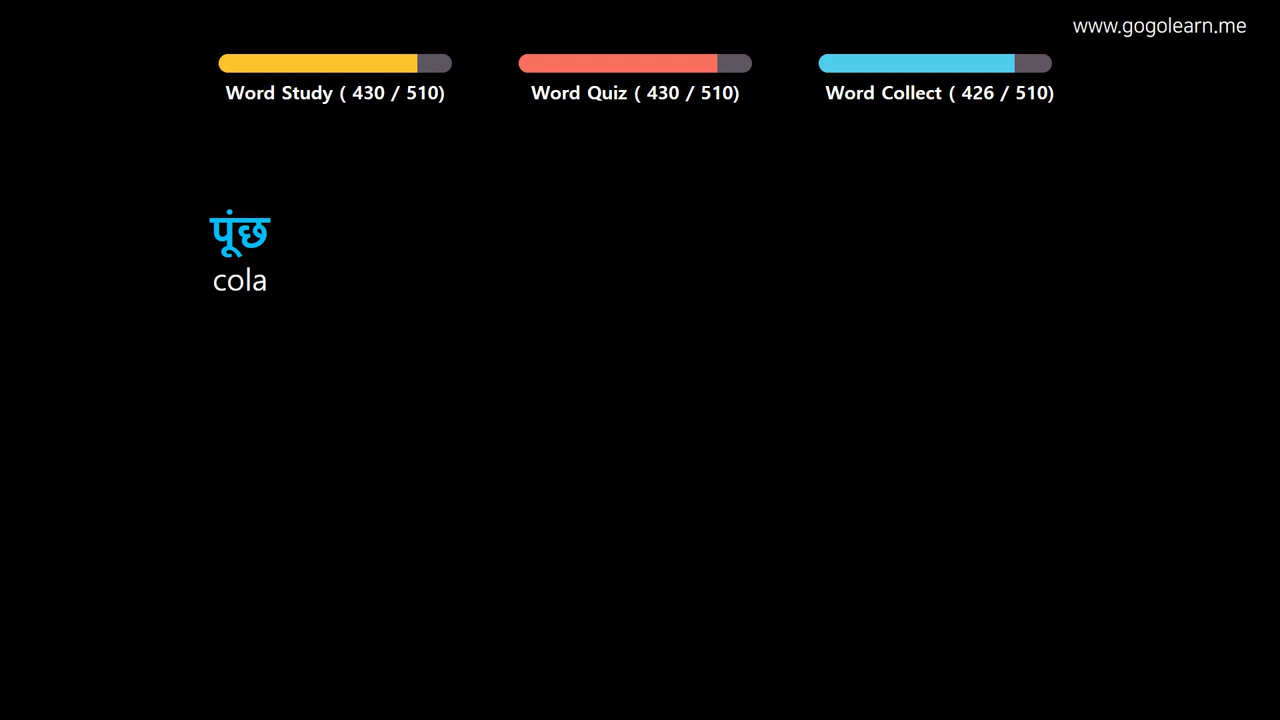 www.gogolearn.me
Word Study ( 430 / 510)
Word Quiz ( 430 / 510)
Word Collect ( 426 / 510)
पूंछ
cola